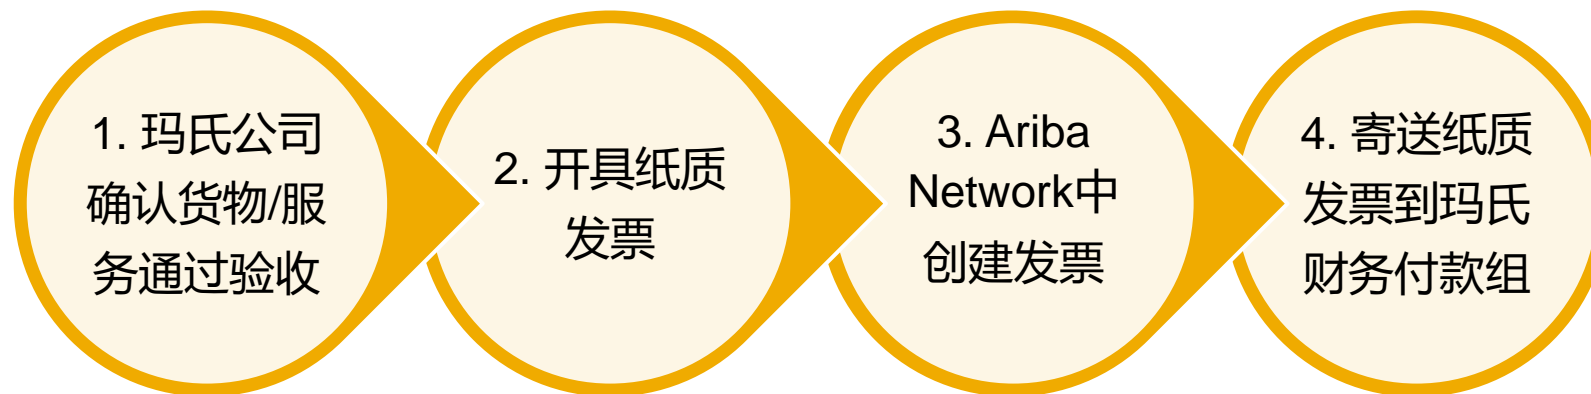 1. 玛氏公司
确认货物/服
务通过验收
2. 开具纸质
发票
3. Ariba
Network中
创建发票
4. 寄送纸质
发票到玛氏
财务付款组